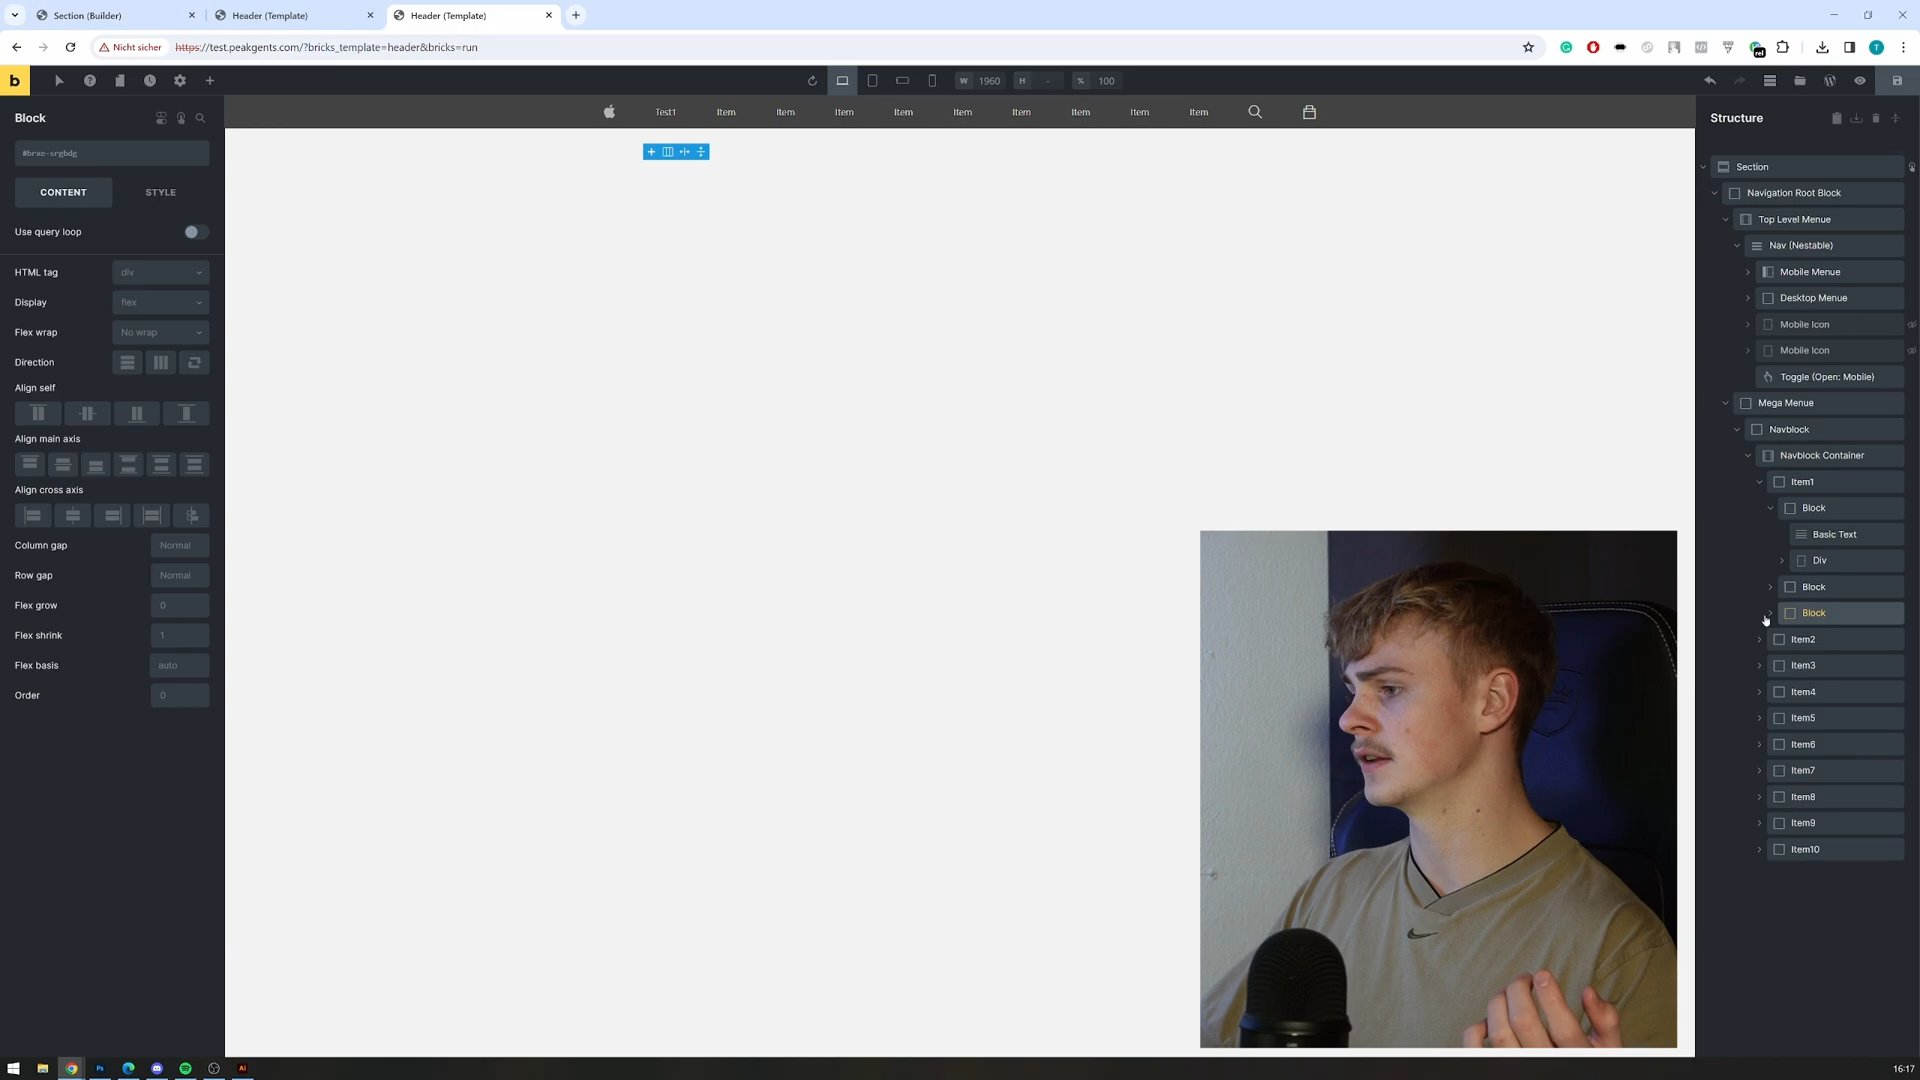 Section (Builder)
Header (Template)
Header (Template)
Nicht sicher
https://test.peakgents.com/?bricks_template=header&bricks=run
rel
T
b
W 1960
H -
% 100
Block
#brxe-srgbdg
CONTENT
STYLE
Use query loop
HTML tag
div
Display
flex
Flex wrap
No wrap
Direction
Align self
Align main axis
Align cross axis
Column gap
Normal
Row gap
Normal
Flex grow
0
Flex shrink
1
Flex basis
auto
Order
0
Test1
Item
Item
Item
Item
Item
Item
Item
Item
Item
Structure
Section
Navigation Root Block
Top Level Menue
Nav (Nestable)
Mobile Menue
Desktop Menue
Mobile Icon
Mobile Icon
Toggle (Open: Mobile)
Mega Menue
Navblock
Navblock Container
Item1
Block
Basic Text
Div
Block
Block
Item2
Item3
Item4
Item5
Item6
Item7
Item8
Item9
Item10
Ps
Ai
16:17